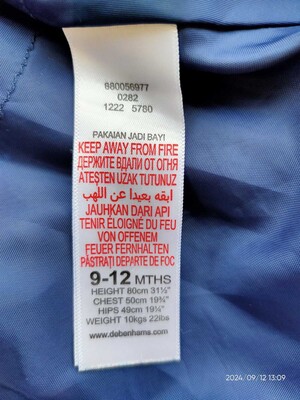 880056977
0282
1222 5780
PAKAIAN JADI BAYI
KEEP AWAY FROM FIRE
ДЕРЖИТЕ ВДАЛИ ОТ ОГНЯ
ATEŞTEN UZAK TUTUNUZ
ابقه بعيدا عن اللهب
JAUHKAN DARI API
TENIR ÉLOIGNÉ DU FEU
VON OFFENEM
FEUER FERNHALTEN
PĂSTRAȚI DEPARTE DE FOC
9-12 MTHS
HEIGHT 80cm 31½"
CHEST 50cm 19¾"
HIPS 49cm 19¼"
WEIGHT 10kgs 22lbs
www.debenhams.com
2024/09/12 13:09